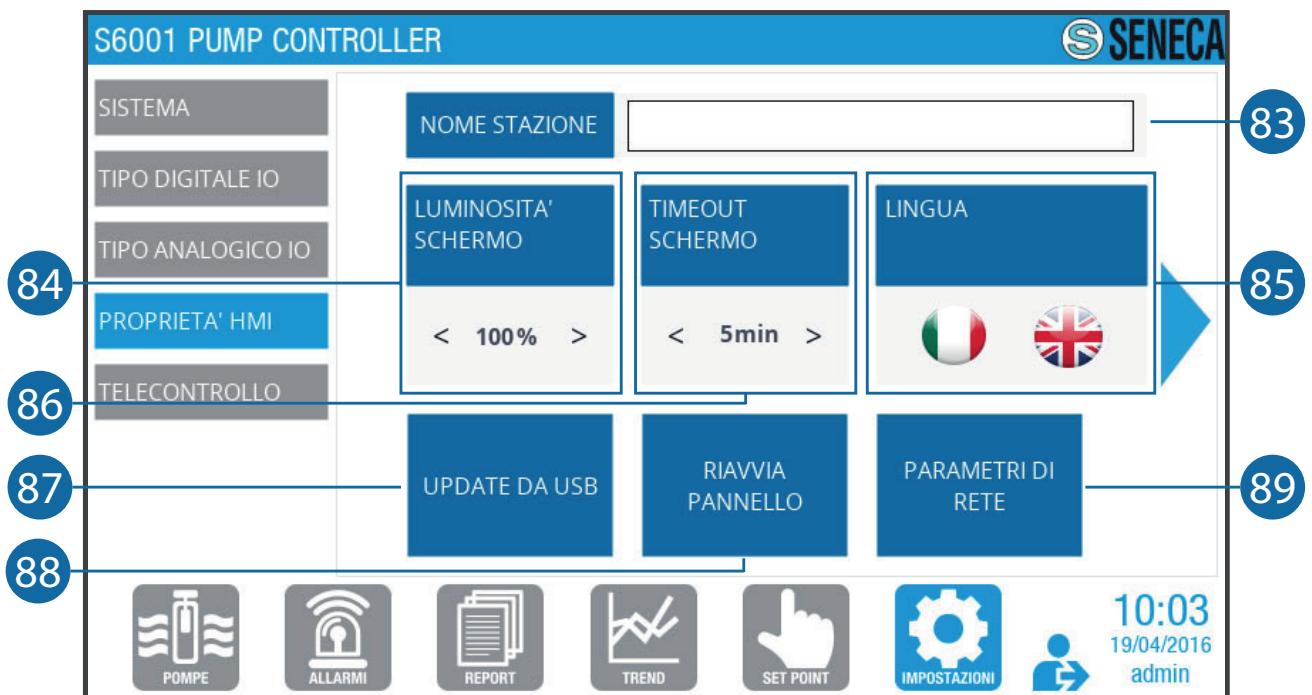 S6001 PUMP CONTROLLER
S SENECA
SISTEMA
TIPO DIGITALE IO
TIPO ANALOGICO IO
PROPRIETA' HMI
TELECONTROLLO
NOME STAZIONE
83
LUMINOSITA'
SCHERMO
< 100% >
TIMEOUT
SCHERMO
< 5min >
LINGUA
84
85
86
UPDATE DA USB
RIAVVIA
PANNELLO
PARAMETRI DI
RETE
87
89
88
POMPE
ALLARMI
REPORT
TREND
SET POINT
IMPOSTAZIONI
10:03
19/04/2016
admin